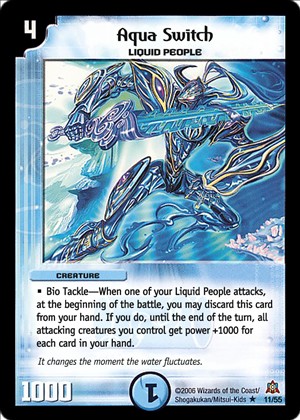 4
Aqua Switch
LIQUID PEOPLE
CREATURE
▪ Bio Tackle—When one of your Liquid People attacks,
at the beginning of the battle, you may discard this card
from your hand. If you do, until the end of the turn, all
attacking creatures you control get power +1000 for
each card in your hand.
It changes the moment the water fluctuates.
1000
1
©2006 Wizards of the Coast/
Shogakukan/Mitsui-Kids ★ 11/55